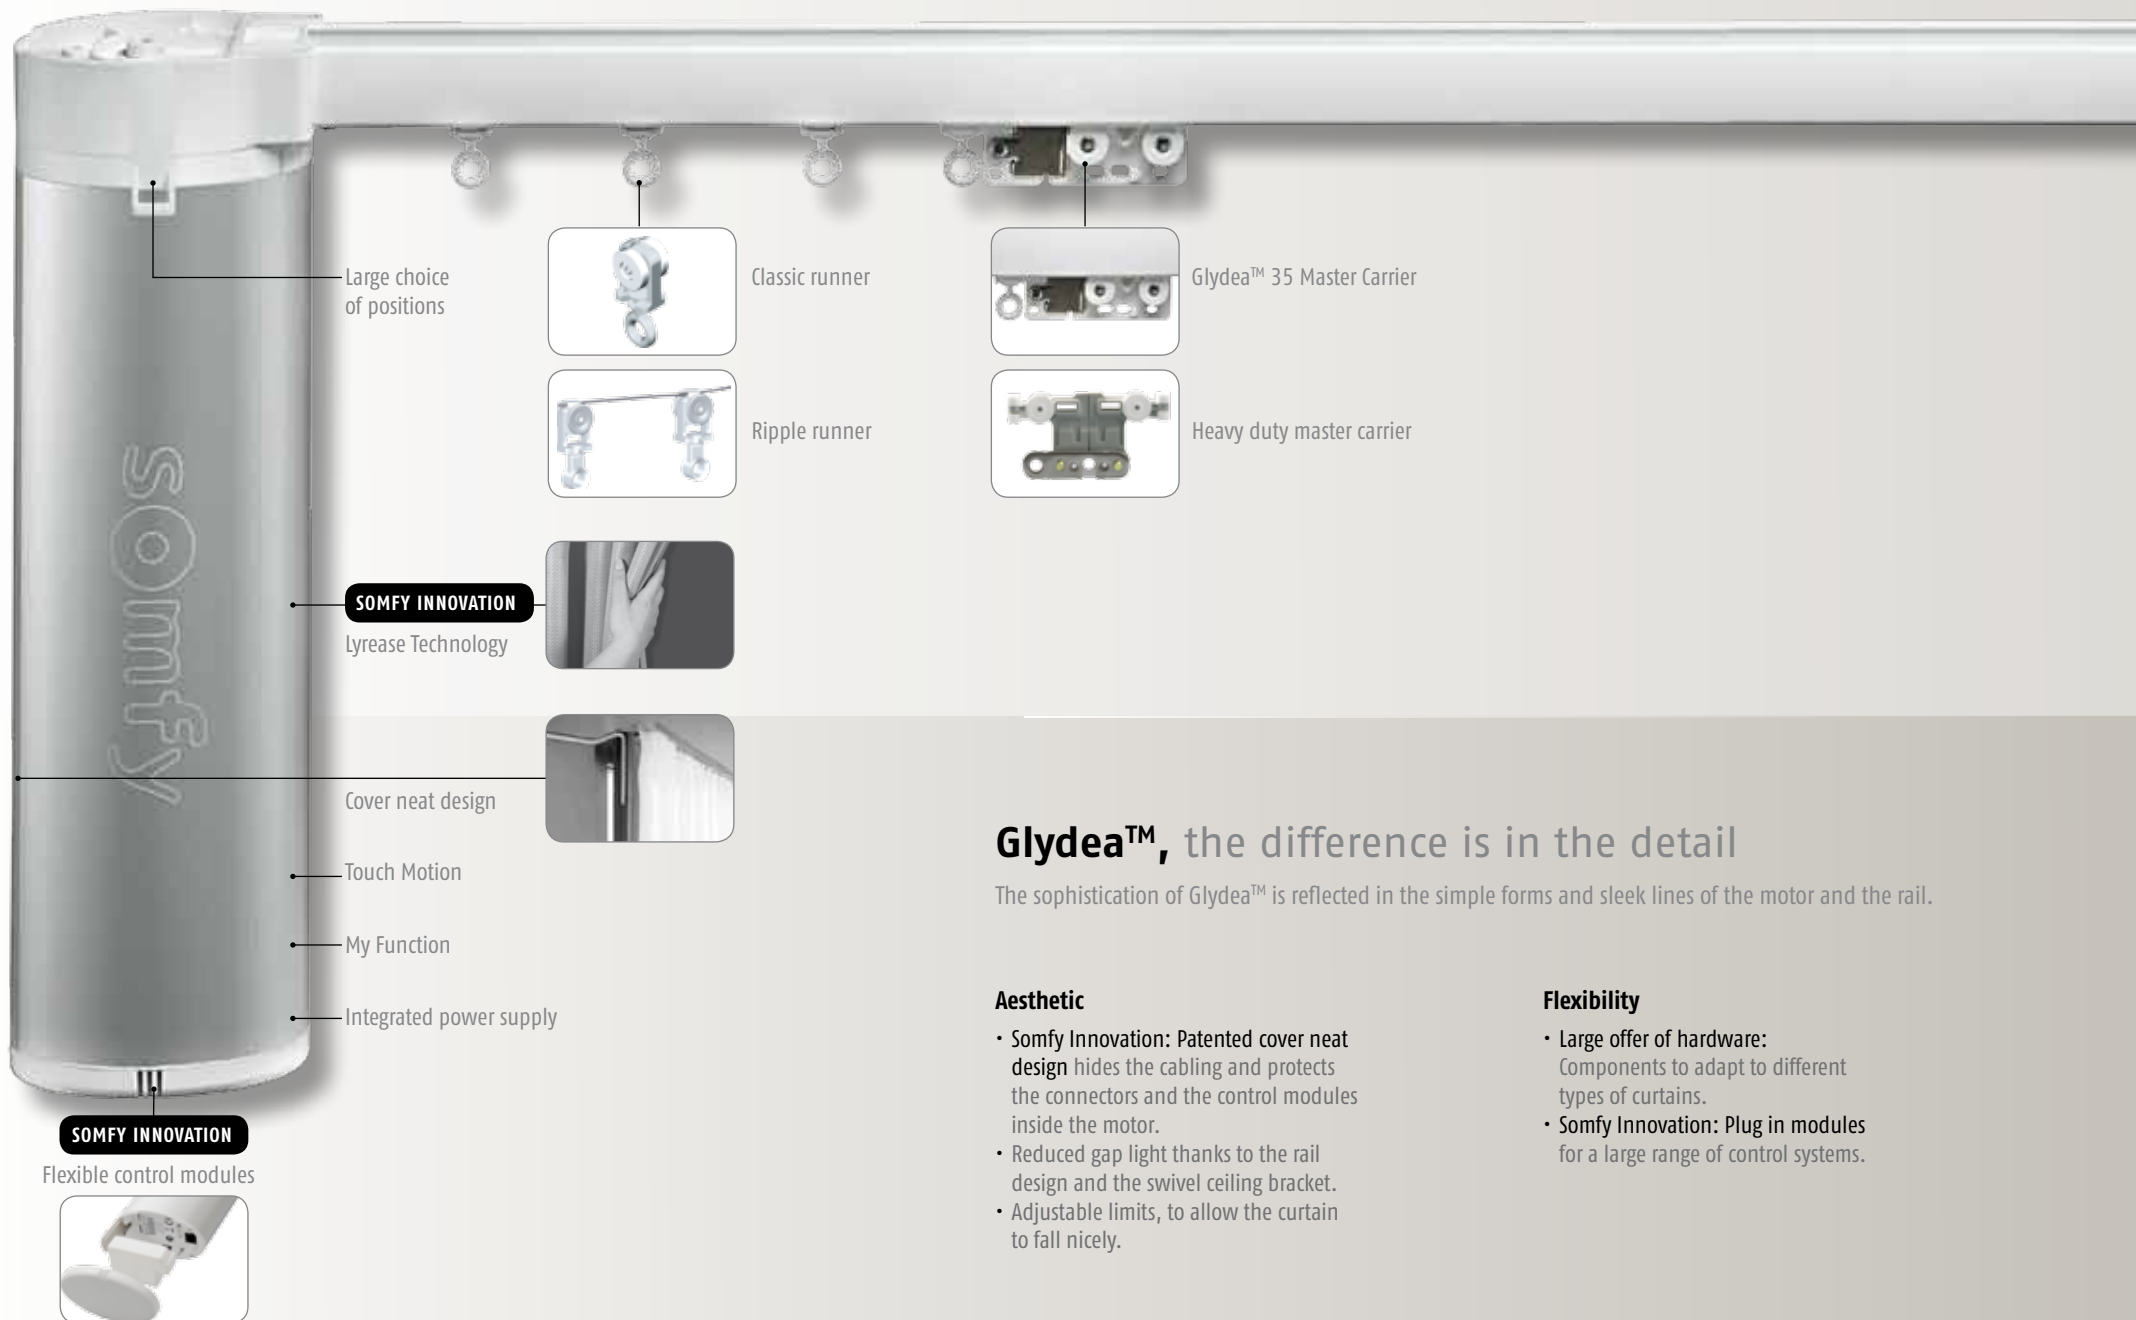 somfy
Large choice
of positions
Classic runner
Glydea™ 35 Master Carrier
Ripple runner
Heavy duty master carrier
SOMFY INNOVATION
Lyrease Technology
Cover neat design
Touch Motion
My Function
Integrated power supply
SOMFY INNOVATION
Flexible control modules
Glydea™, the difference is in the detail
The sophistication of Glydea™ is reflected in the simple forms and sleek lines of the motor and the rail.
Aesthetic
• Somfy Innovation: Patented cover neat
design hides the cabling and protects
the connectors and the control modules
inside the motor.
• Reduced gap light thanks to the rail
design and the swivel ceiling bracket.
• Adjustable limits, to allow the curtain
to fall nicely.
Flexibility
• Large offer of hardware:
Components to adapt to different
types of curtains.
• Somfy Innovation: Plug in modules
for a large range of control systems.